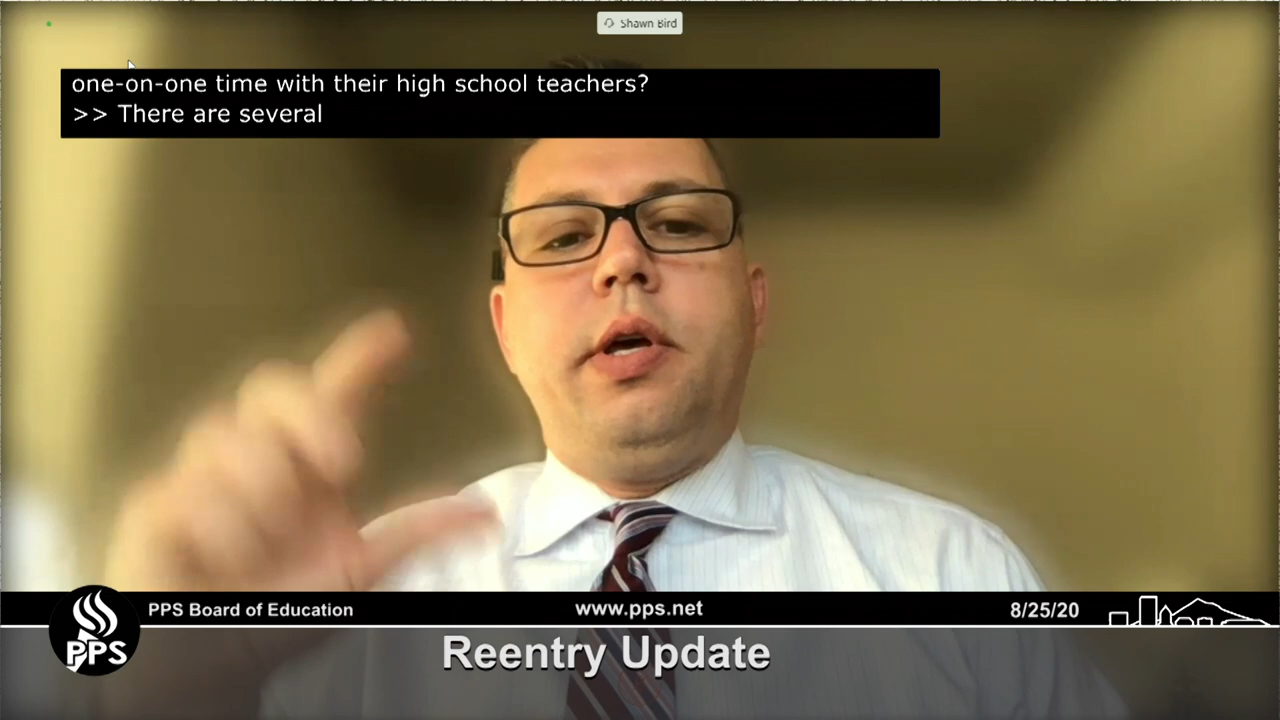 Shawn Bird
one-on-one time with their high school teachers?
>> There are several
PPS Board of Education
www.pps.net
8/25/20
PPS
Reentry Update